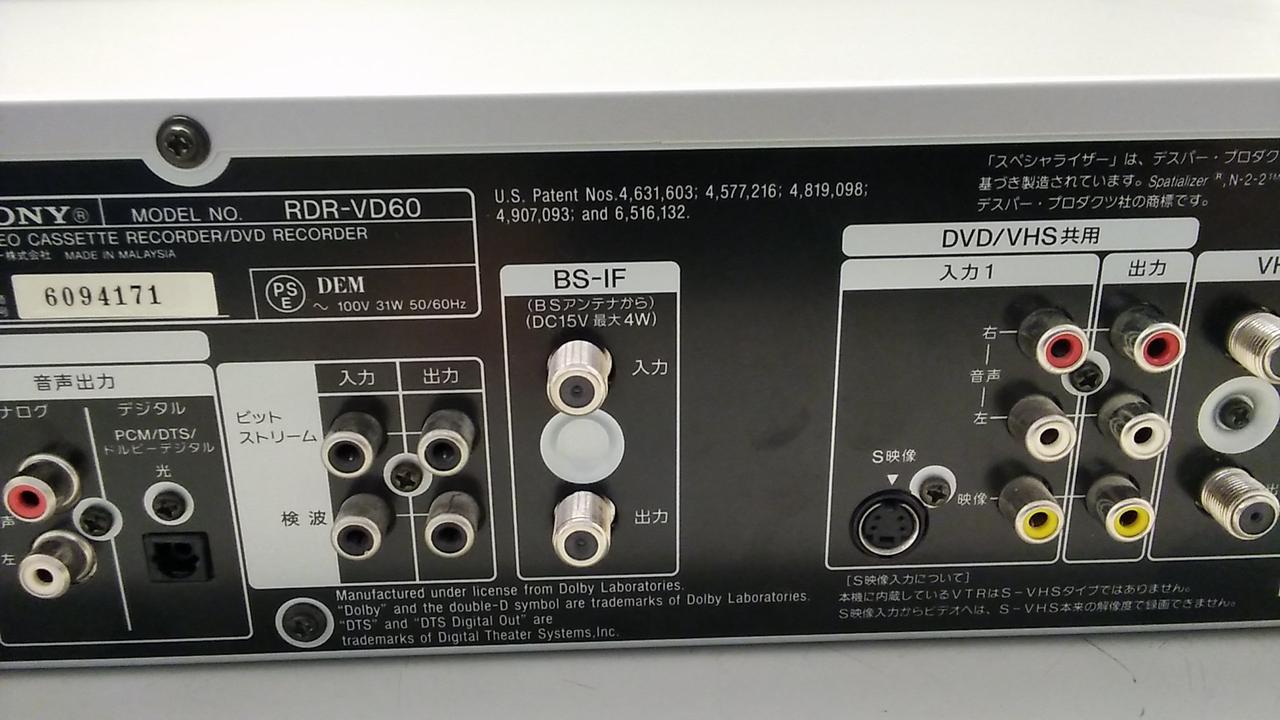 ONY®
MODEL NO. RDR-VD60
EO CASSETTE RECORDER/DVD RECORDER
株式会社 MADE IN MALAYSIA
6094171
PS
E
DEM
～ 100V 31W 50/60Hz
U.S. Patent Nos.4,631,603; 4,577,216; 4,819,098;
4,907,093; and 6,516,132.
「スペシャライザー」は、デスパー・プロダク
基づき製造されています。Spatializer ®, N-2-2™
デスパー・プロダクツ社の商標です。
音声出力
ナログ
デジタル
PCM/DTS/
ドルビーデジタル
光
声
左
入力
出力
ビット
ストリーム
検波
BS-IF
(BSアンテナから)
(DC15V 最大4W)
入力
出力
DVD/VHS共用
入力1
出力
右
音声
左
S映像
▼
映像
VH
[S映像入力について]
本機に内蔵しているVTRはS-VHSタイプではありません。
S映像入力からビデオへは、S-VHS本来の解像度で録画できません。
Manufactured under license from Dolby Laboratories.
“Dolby” and the double-D symbol are trademarks of Dolby Laboratories.
“DTS” and “DTS Digital Out” are
trademarks of Digital Theater Systems,Inc.